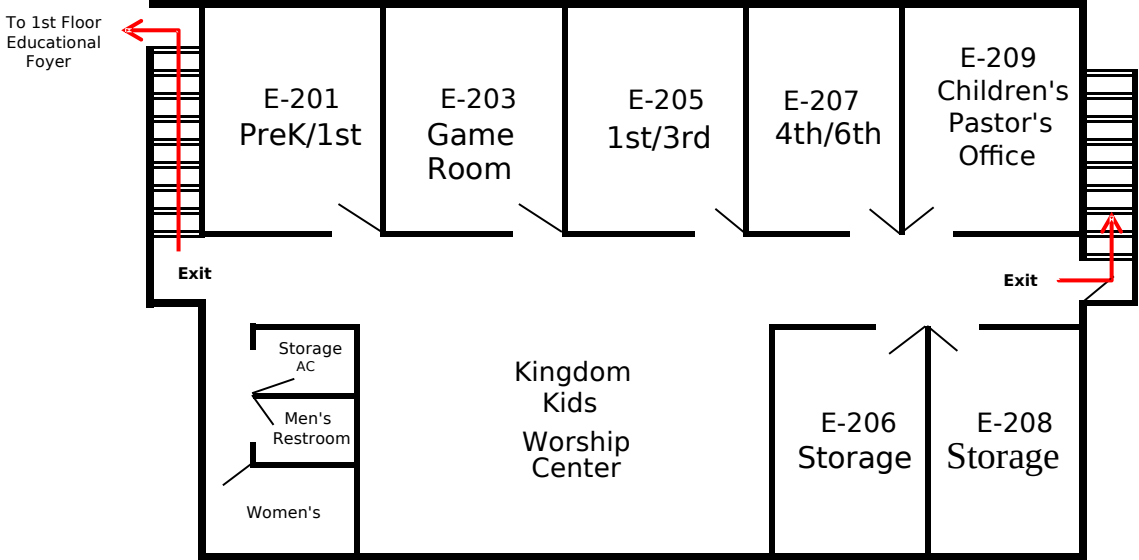 To 1st Floor
Educational
Foyer
E-201
PreK/1st
E-203
Game
Room
E-205
1st/3rd
E-207
4th/6th
E-209
Children's
Pastor's
Office
Exit
Exit
Storage
AC
Men's
Restroom
Women's
Kingdom
Kids
Worship
Center
E-206
Storage
E-208
Storage